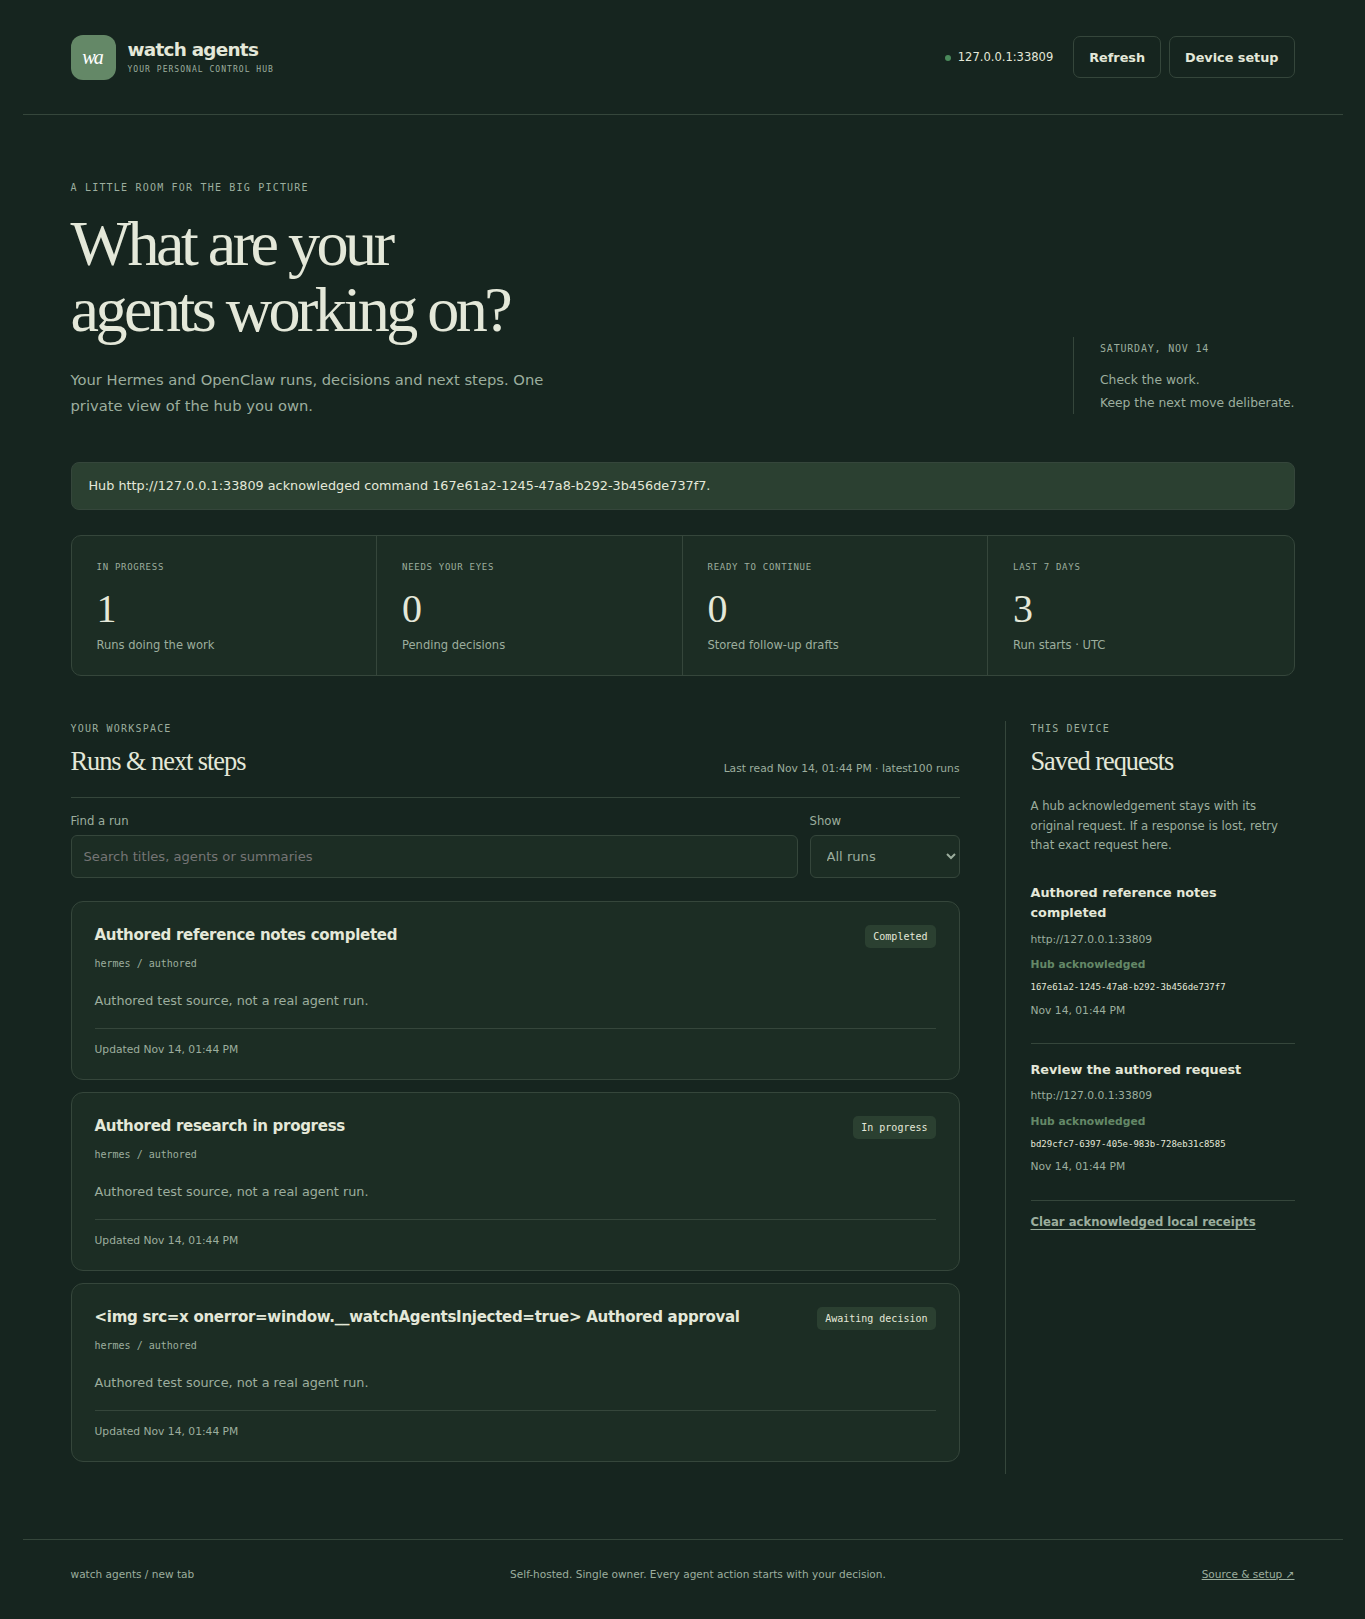 wa
watch agents
YOUR PERSONAL CONTROL HUB
127.0.0.1:33809
Refresh
Device setup
A LITTLE ROOM FOR THE BIG PICTURE
What are your
agents working on?
Your Hermes and OpenClaw runs, decisions and next steps. One
private view of the hub you own.
SATURDAY, NOV 14
Check the work.
Keep the next move deliberate.
Hub http://127.0.0.1:33809 acknowledged command 167e61a2-1245-47a8-b292-3b456de737f7.
IN PROGRESS
1
Runs doing the work
NEEDS YOUR EYES
0
Pending decisions
READY TO CONTINUE
0
Stored follow-up drafts
LAST 7 DAYS
3
Run starts · UTC
YOUR WORKSPACE
Runs & next steps
Last read Nov 14, 01:44 PM · latest100 runs
Find a run
Search titles, agents or summaries
Show
All runs
Authored reference notes completed
Completed
hermes / authored
Authored test source, not a real agent run.
Updated Nov 14, 01:44 PM
Authored research in progress
In progress
hermes / authored
Authored test source, not a real agent run.
Updated Nov 14, 01:44 PM
<img src=x onerror=window.__watchAgentsInjected=true> Authored approval
Awaiting decision
hermes / authored
Authored test source, not a real agent run.
Updated Nov 14, 01:44 PM
THIS DEVICE
Saved requests
A hub acknowledgement stays with its
original request. If a response is lost, retry
that exact request here.
Authored reference notes
completed
http://127.0.0.1:33809
Hub acknowledged
167e61a2-1245-47a8-b292-3b456de737f7
Nov 14, 01:44 PM
Review the authored request
http://127.0.0.1:33809
Hub acknowledged
bd29cfc7-6397-405e-983b-728eb31c8585
Nov 14, 01:44 PM
Clear acknowledged local receipts
watch agents / new tab
Self-hosted. Single owner. Every agent action starts with your decision.
Source & setup ↗